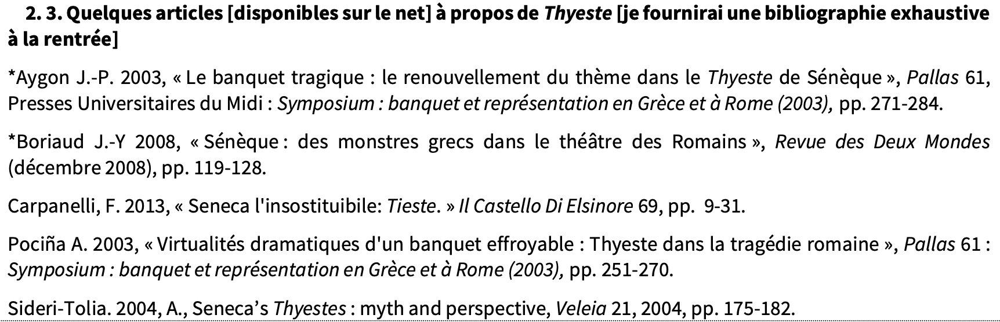 2. 3. Quelques articles [disponibles sur le net] à propos de Thyeste [je fournirai une bibliographie exhaustive
à la rentrée]
*Aygon J.-P. 2003, « Le banquet tragique : le renouvellement du thème dans le Thyeste de Sénèque », Pallas 61,
Presses Universitaires du Midi : Symposium : banquet et représentation en Grèce et à Rome (2003), pp. 271-284.
*Boriaud J.-Y 2008, « Sénèque : des monstres grecs dans le théâtre des Romains », Revue des Deux Mondes
(décembre 2008), pp. 119-128.
Carpanelli, F. 2013, « Seneca l'insostituibile: Tieste. » Il Castello Di Elsinore 69, pp. 9-31.
Pociña A. 2003, « Virtualités dramatiques d'un banquet effroyable : Thyeste dans la tragédie romaine », Pallas 61 :
Symposium : banquet et représentation en Grèce et à Rome (2003), pp. 251-270.
Sideri-Tolia. 2004, A., Seneca’s Thyestes : myth and perspective, Veleia 21, 2004, pp. 175-182.